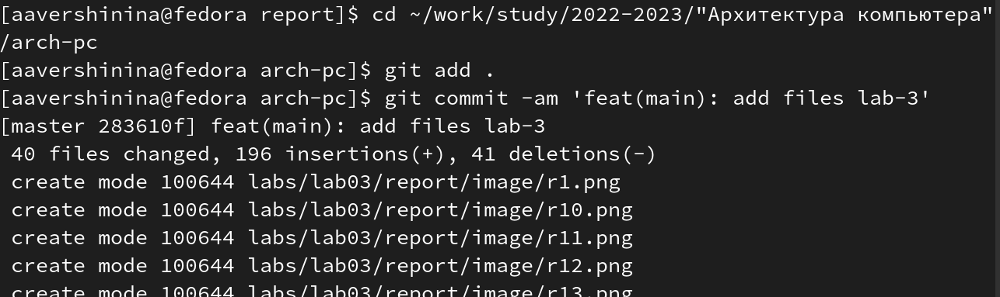 [aavershinina@fedora report]$ cd ~/work/study/2022-2023/"Архитектура компьютера"
/arch-pc
[aavershinina@fedora arch-pc]$ git add .
[aavershinina@fedora arch-pc]$ git commit -am 'feat(main): add files lab-3'
[master 283610f] feat(main): add files lab-3
 40 files changed, 196 insertions(+), 41 deletions(-)
 create mode 100644 labs/lab03/report/image/r1.png
 create mode 100644 labs/lab03/report/image/r10.png
 create mode 100644 labs/lab03/report/image/r11.png
 create mode 100644 labs/lab03/report/image/r12.png
 create mode 100644 labs/lab03/report/image/r13.png